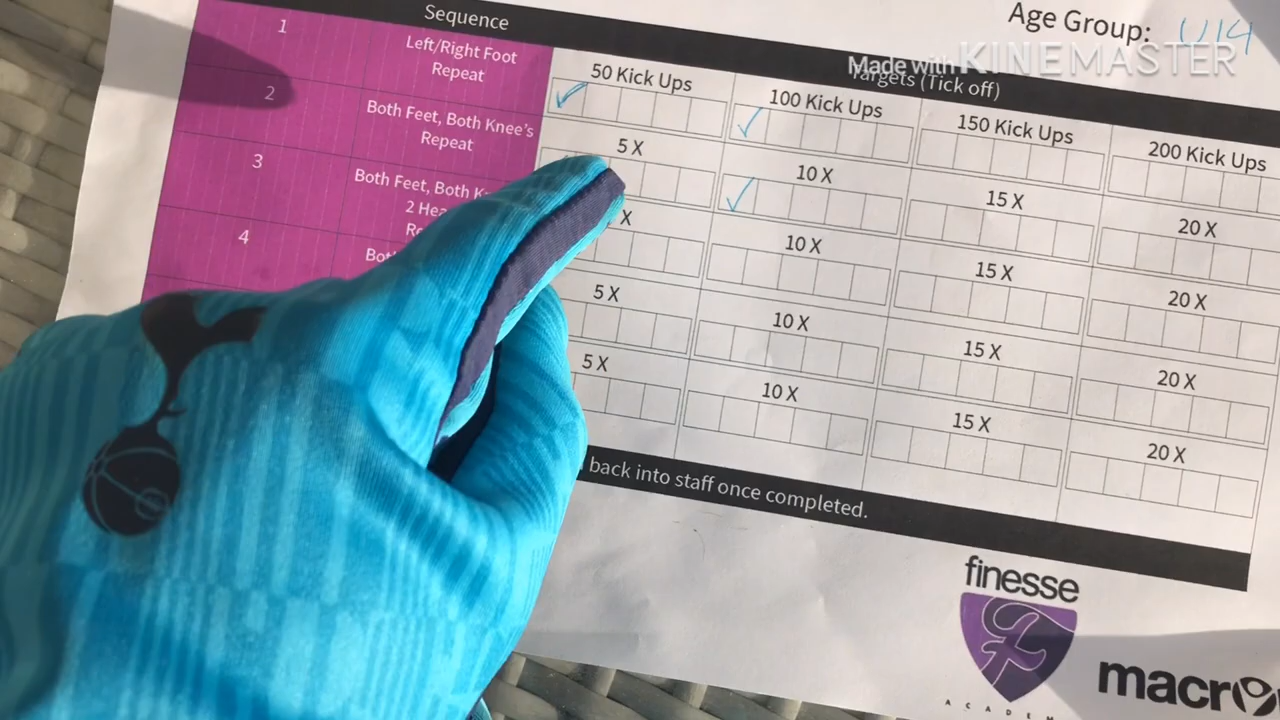 Age Group: U14
Made with KINEMASTER
Sequence
Targets (Tick off)
1
Left/Right Foot
Repeat
50 Kick Ups
100 Kick Ups
150 Kick Ups
200 Kick Ups
2
Both Feet, Both Knee's
Repeat
5 X
10 X
15 X
20 X
3
Both Feet, Both
2
X
10 X
15 X
20 X
4
5 X
10 X
15 X
20 X
5 X
10 X
15 X
20 X
back into staff once completed.
finesse
macr